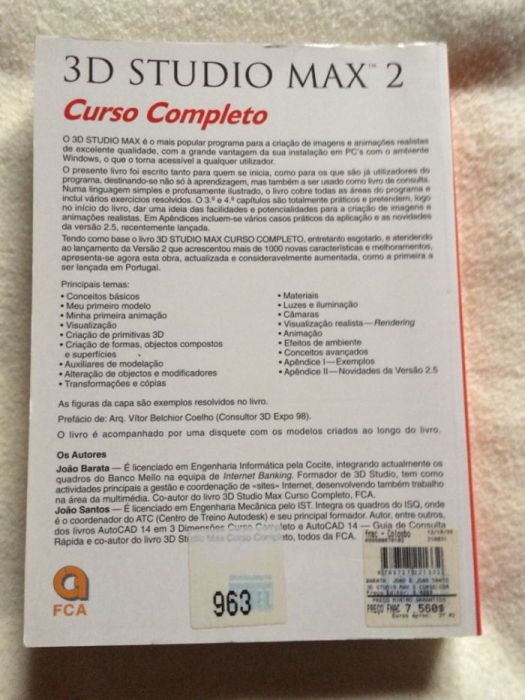 3D STUDIO MAX™ 2
Curso Completo
O 3D STUDIO MAX é o mais popular programa para a criação de imagens e animações realistas
de excelente qualidade, com a grande vantagem da sua instalação em PC's com o ambiente
Windows, o que o torna acessível a qualquer utilizador.
O presente livro foi escrito tanto para quem se inicia, como para os que são já utilizadores do
programa, destinando-se não só à aprendizagem, mas também a ser usado como livro de consulta.
Numa linguagem simples e profusamente ilustrado, o livro cobre todas as áreas do programa e
inclui vários exercícios resolvidos. O 3.º e 4.º capítulos são totalmente práticos e pretendem, logo
no início do livro, dar uma ideia das facilidades e potencialidades para a criação de imagens e
animações realistas. Em Apêndices incluem-se vários casos práticos da aplicação e as novidades
da versão 2.5, recentemente lançada.
Tendo como base o livro 3D STUDIO MAX CURSO COMPLETO, entretanto esgotado, e atendendo
ao lançamento da Versão 2 que acrescentou mais de 1000 novas características e melhoramentos,
apresenta-se agora esta obra, actualizada e consideravelmente aumentada, como a primeira a
ser lançada em Portugal.
Principais temas:
• Conceitos básicos
• Meu primeiro modelo
• Minha primeira animação
• Visualização
• Criação de primitivas 3D
• Criação de formas, objectos compostos
e superfícies
• Auxiliares de modelação
• Alteração de objectos e modificadores
• Transformações e cópias
• Materiais
• Luzes e iluminação
• Câmaras
• Visualização realista — Rendering
• Animação
• Efeitos de ambiente
• Conceitos avançados
• Apêndice I — Exemplos
• Apêndice II — Novidades da Versão 2.5
As figuras da capa são exemplos resolvidos no livro.
Prefácio de: Arq. Vítor Belchior Coelho (Consultor 3D Expo 98).
O livro é acompanhado por uma disquete com os modelos criados ao longo do livro.
Os Autores
João Barata — É licenciado em Engenharia Informática pela Cocite, integrando actualmente os
quadros do Banco Mello na equipa de Internet Banking. Formador de 3D Studio, tem como
actividades principais a gestão e coordenação de «sites» Internet, desenvolvendo também trabalho
na área da multimédia. Co-autor do livro 3D Studio Max Curso Completo, FCA.
João Santos — É licenciado em Engenharia Mecânica pelo IST. Integra os quadros do ISQ, onde
é o coordenador do ATC (Centro de Treino Autodesk) e seu principal formador. Autor, entre outros,
dos livros AutoCAD 14 em 3 Dimensões Curso Completo e AutoCAD 14 — Guia de Consulta
Rápida e co-autor do livro 3D Studio Max Curso Completo, todos da FCA.
FCA
963
fnac - Colombo
PREÇO FNAC 7 560$